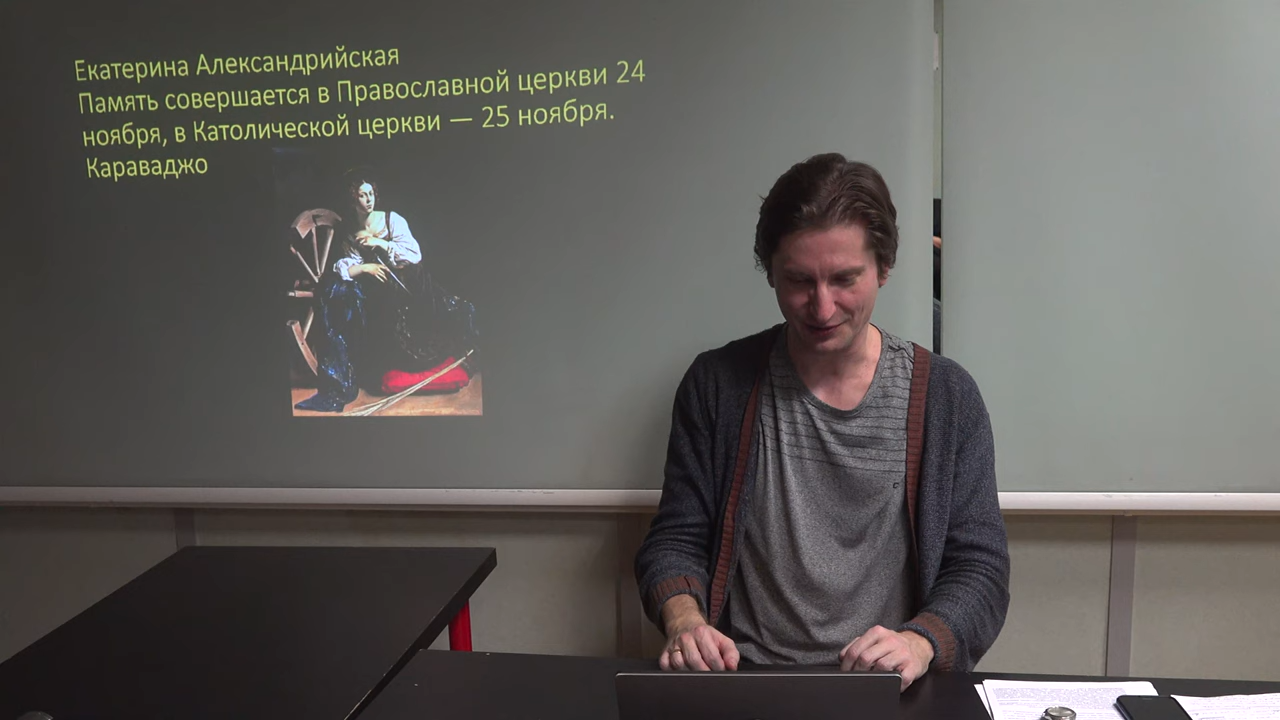 Екатерина Александрийская
Память совершается в Православной церкви 24
ноября, в Католической церкви — 25 ноября.
Караваджо